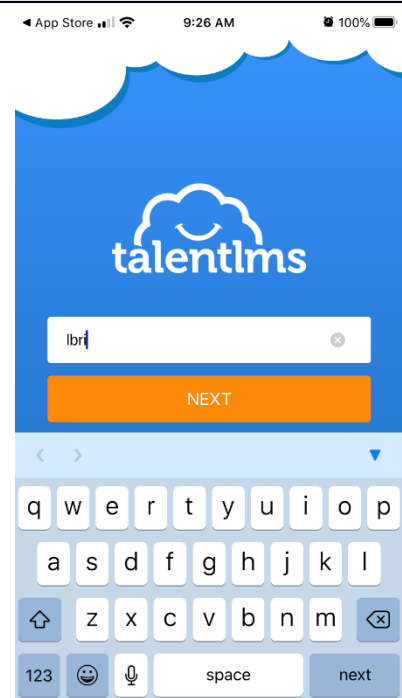 ◀ App Store 9:26 AM 100%
talentlms
lbri
NEXT
q w e r t y u i o p
a s d f g h j k l
z x c v b n m
123 space next